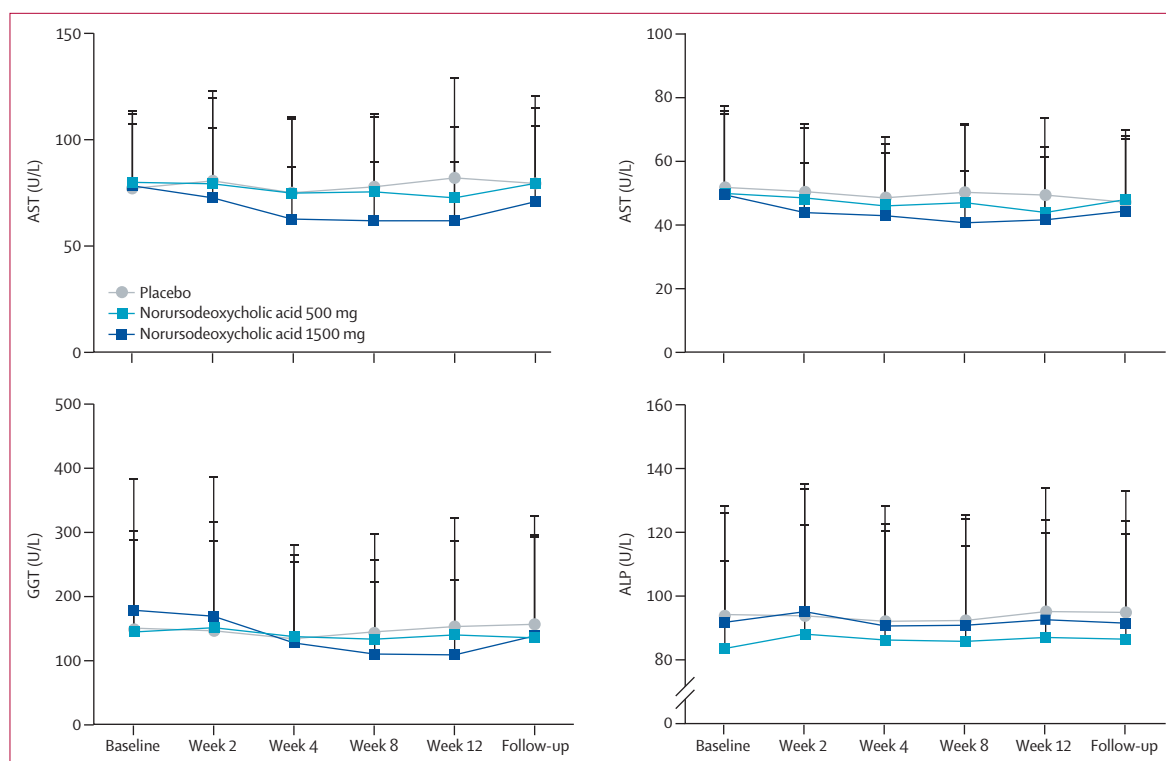 150
100
50
0
AST (U/L)
Placebo
Norursodeoxycholic acid 500 mg
Norursodeoxycholic acid 1500 mg
100
80
60
40
20
0
AST (U/L)
500
400
300
200
100
0
GGT (U/L)
Baseline Week 2 Week 4 Week 8 Week 12 Follow-up
160
140
120
100
80
0
ALP (U/L)
Baseline Week 2 Week 4 Week 8 Week 12 Follow-up